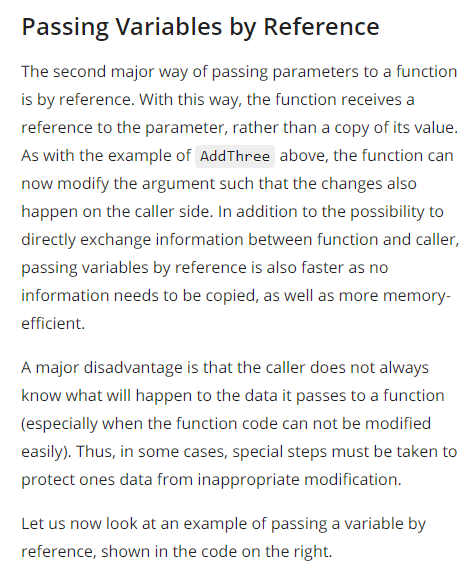 Passing Variables by Reference
The second major way of passing parameters to a function
is by reference. With this way, the function receives a
reference to the parameter, rather than a copy of its value.
As with the example of AddThree above, the function can
now modify the argument such that the changes also
happen on the caller side. In addition to the possibility to
directly exchange information between function and caller,
passing variables by reference is also faster as no
information needs to be copied, as well as more memory-
efficient.
A major disadvantage is that the caller does not always
know what will happen to the data it passes to a function
(especially when the function code can not be modified
easily). Thus, in some cases, special steps must be taken to
protect ones data from inappropriate modification.
Let us now look at an example of passing a variable by
reference, shown in the code on the right.